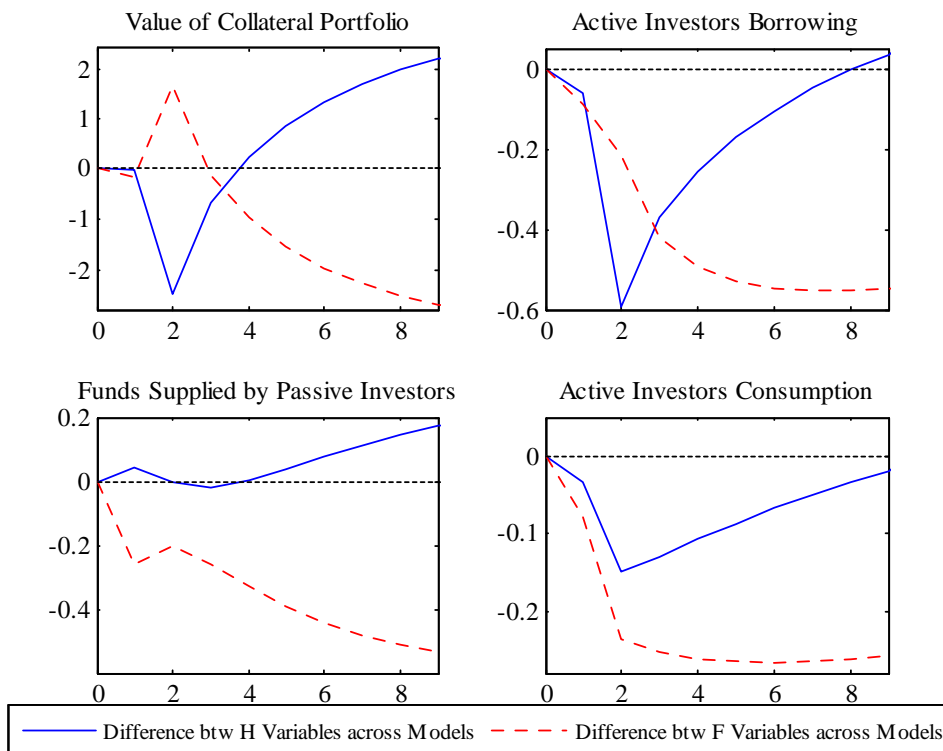 Value of Collateral Portfolio
2
1
0
-1
-2
0 2 4 6 8
Active Investors Borrowing
0
-0.2
-0.4
-0.6
0 2 4 6 8
Funds Supplied by Passive Investors
0.2
0
-0.2
-0.4
0 2 4 6 8
Active Investors Consumption
0
-0.1
-0.2
0 2 4 6 8
Difference btw H Variables across Models
Difference btw F Variables across Models